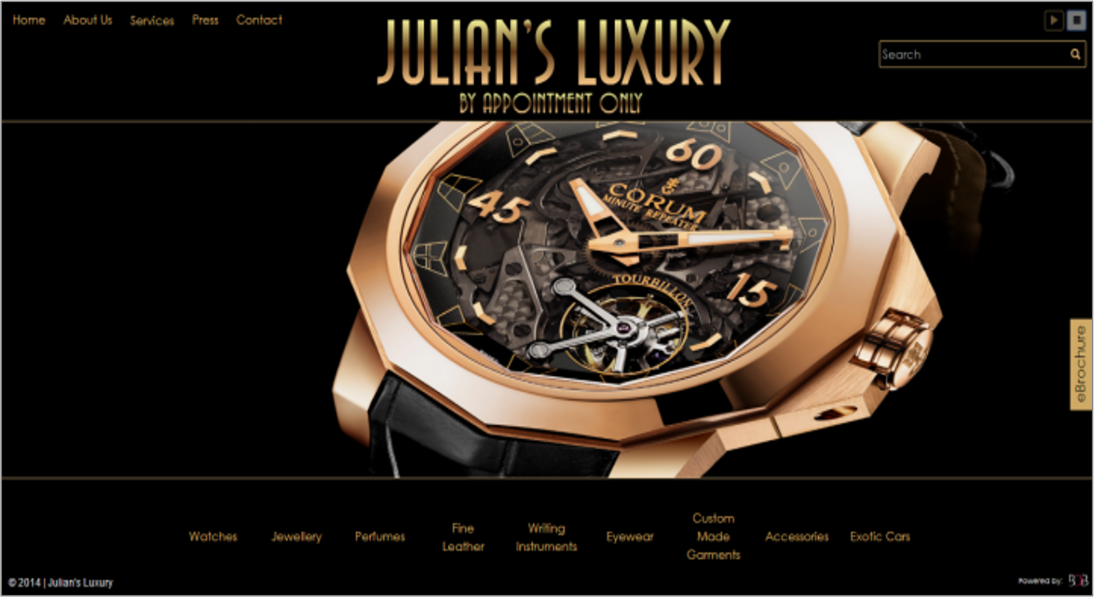 Home About Us Services Press Contact
JULIAN'S LUXURY
BY APPOINTMENT ONLY
Search
60
45
CORUM
MINUTE REPEATER
15
TOURBILLON
eBrochure
Watches Jewellery Perfumes Fine Leather Writing Instruments Eyewear Custom Made Garments Accessories Exotic Cars
© 2014 | Julian's Luxury
Powered by: